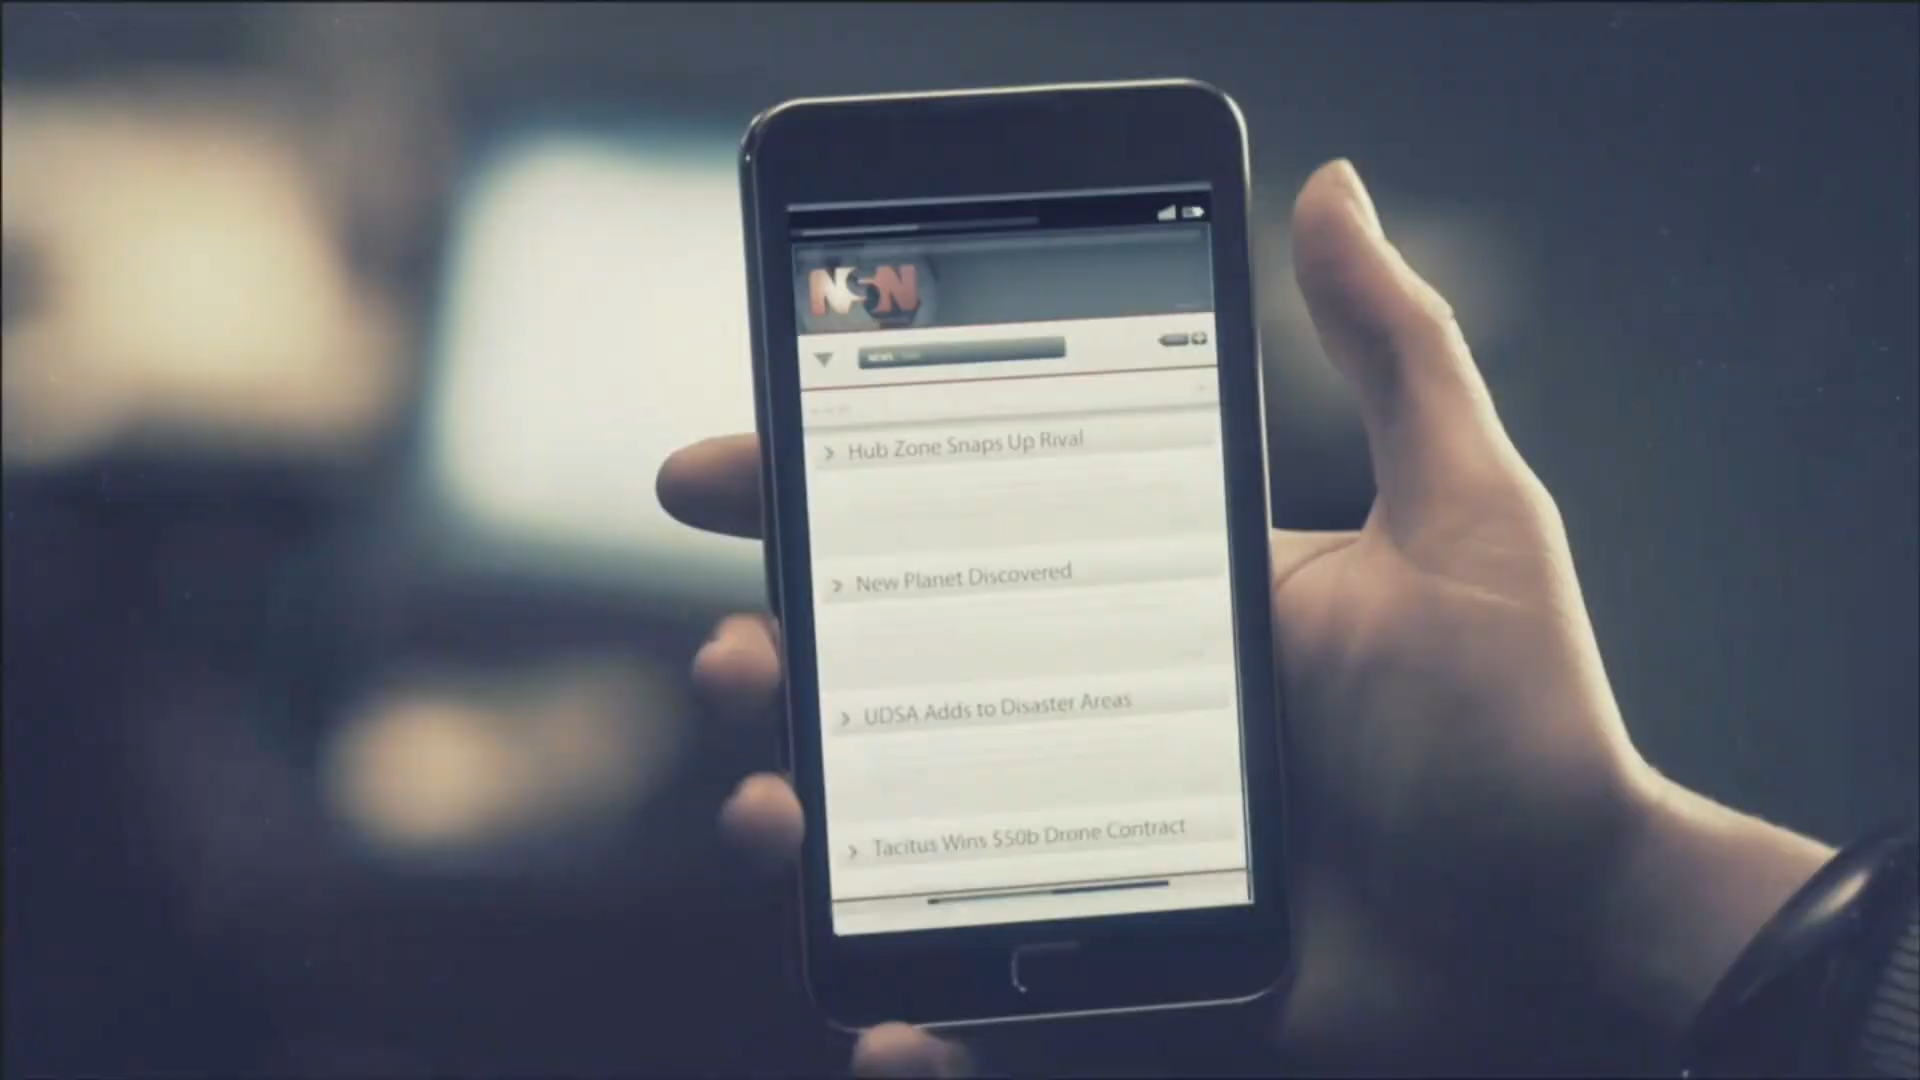 NSN
NEWS
Hub Zone Snaps Up Rival
New Planet Discovered
UDSA Adds to Disaster Areas
Tacitus Wins $50b Drone Contract